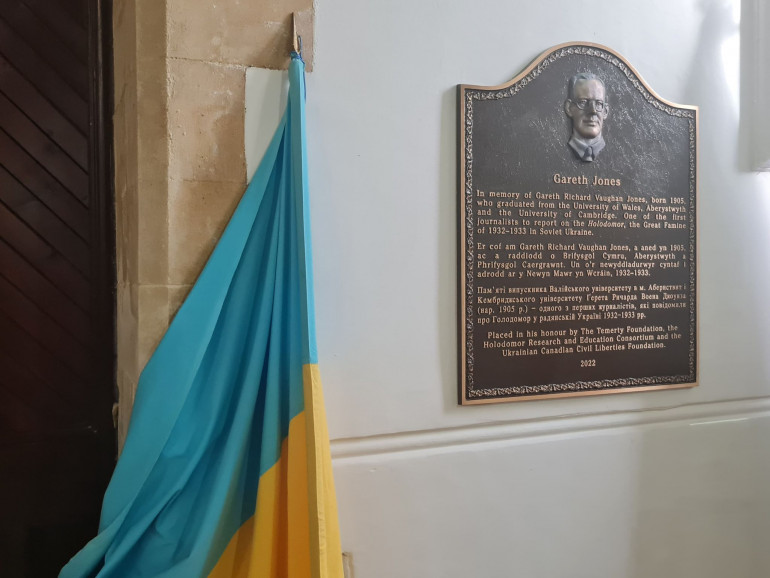 Gareth Jones
In memory of Gareth Richard Vaughan Jones, born 1905,
who graduated from the University of Wales, Aberystwyth
and the University of Cambridge. One of the first
journalists to report on the Holodomor, the Great Famine
of 1932–1933 in Soviet Ukraine.
Er cof am Gareth Richard Vaughan Jones, a aned yn 1905,
ac a raddiodd o Brifysgol Cymru, Aberystwyth a
Phrifysgol Caergrawnt. Un o'r newyddiadurwyr cyntaf i
adrodd ar y Newyn Mawr yn Wcráin, 1932–1933.
Пам'яті випускника Валійського університету в м. Аберистvіт і
Кембриджського університету Ґерета Річарда Вона Джоунза
(нар. 1905 р.) – одного з перших журналістів, які повідомили
про Голодомор у радянській Україні 1932-1933 рр.
Placed in his honour by The Temerty Foundation, the
Holodomor Research and Education Consortium and the
Ukrainian Canadian Civil Liberties Foundation.
2022